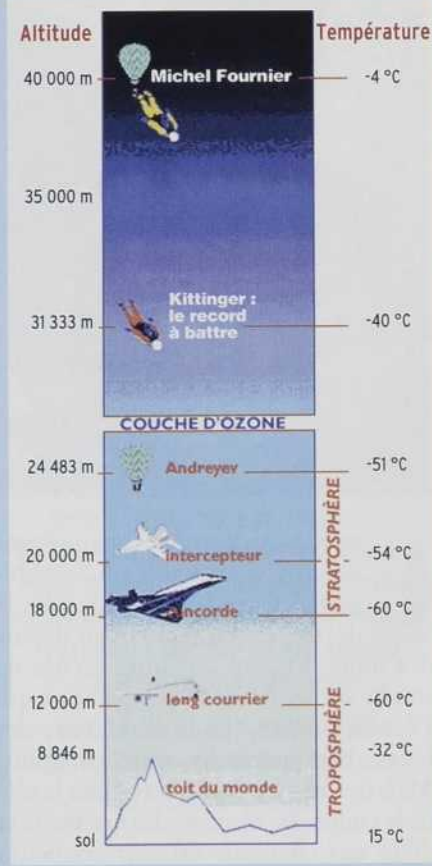 Altitude
Température
40 000 m
Michel Fournier
-4 °C
35 000 m
Kittinger :
le record
à battre
31 333 m
-40 °C
COUCHE D'OZONE
24 483 m
Andreyev
-51 °C
STRATOSPHÈRE
20 000 m
intercepteur
-54 °C
18 000 m
concorde
-60 °C
TROPOSPHÈRE
12 000 m
long courrier
-60 °C
8 846 m
-32 °C
toit du monde
sol
15 °C